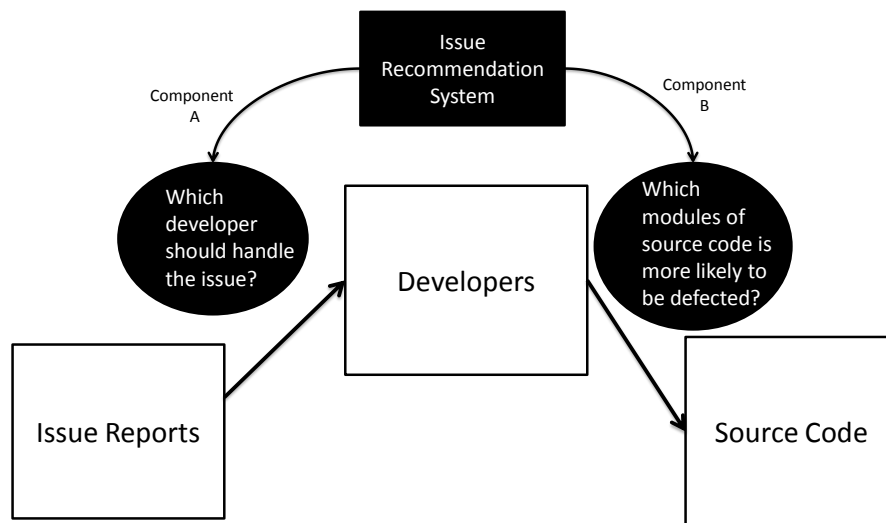 Issue
Recommendation
System
Component
A
Component
B
Which
developer
should handle
the issue?
Which
modules of
source code is
more likely to
be defected?
Developers
Issue Reports
Source Code